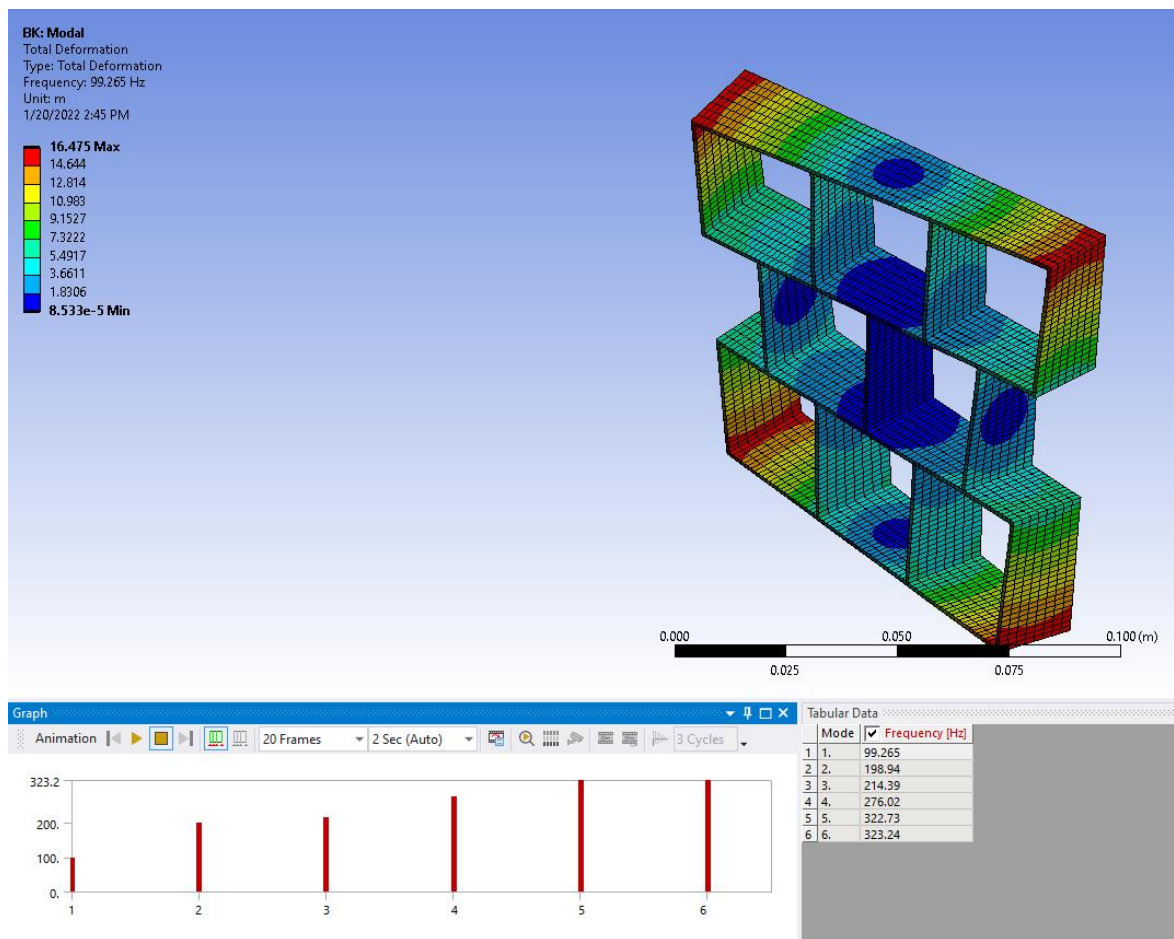 BK: Modal
Total Deformation
Type: Total Deformation
Frequency: 99.265 Hz
Unit: m
1/20/2022 2:45 PM
16.475 Max
14.644
12.814
10.983
9.1527
7.3222
5.4917
3.6611
1.8306
8.533e-5 Min
0.000 0.050 0.100 (m)
0.025 0.075
Graph
Animation 20 Frames 2 Sec (Auto) 3 Cycles
323.2
200.
100.
0.
1 2 3 4 5 6
Tabular Data
Mode Frequency [Hz]
1 1. 99.265
2 2. 198.94
3 3. 214.39
4 4. 276.02
5 5. 322.73
6 6. 323.24